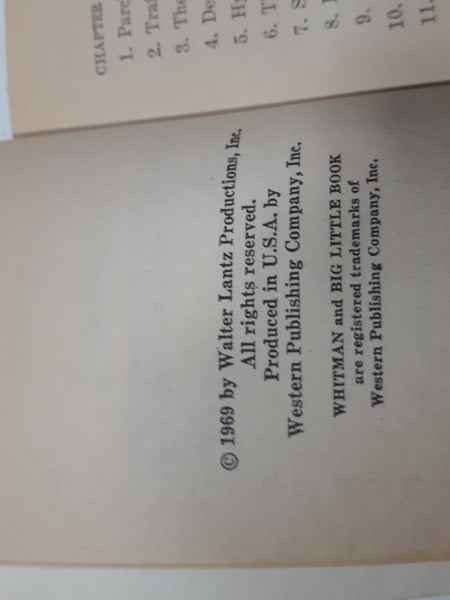 © 1969 by Walter Lantz Productions, Inc.
All rights reserved.
Produced in U.S.A. by
Western Publishing Company, Inc.
WHITMAN and BIG LITTLE BOOK
are registered trademarks of
Western Publishing Company, Inc.
CHAPTER
1.
2.
3. The
4.
5.
6.
7.
8.
9.
10.
11.